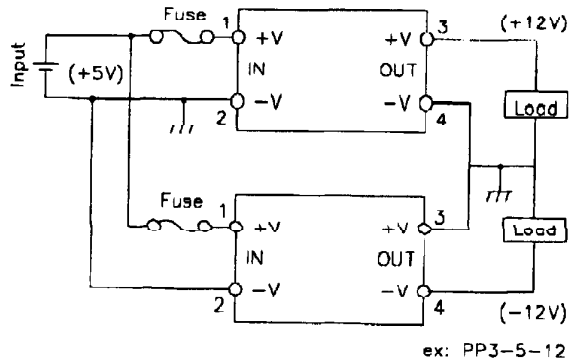 Fuse
1
+V
+V
3
(+12V)
Input
(+5V)
IN
OUT
Load
2
−V
−V
4
Fuse
1
+V
+V
3
Load
IN
OUT
2
−V
−V
4
(−12V)
ex: PP3-5-12